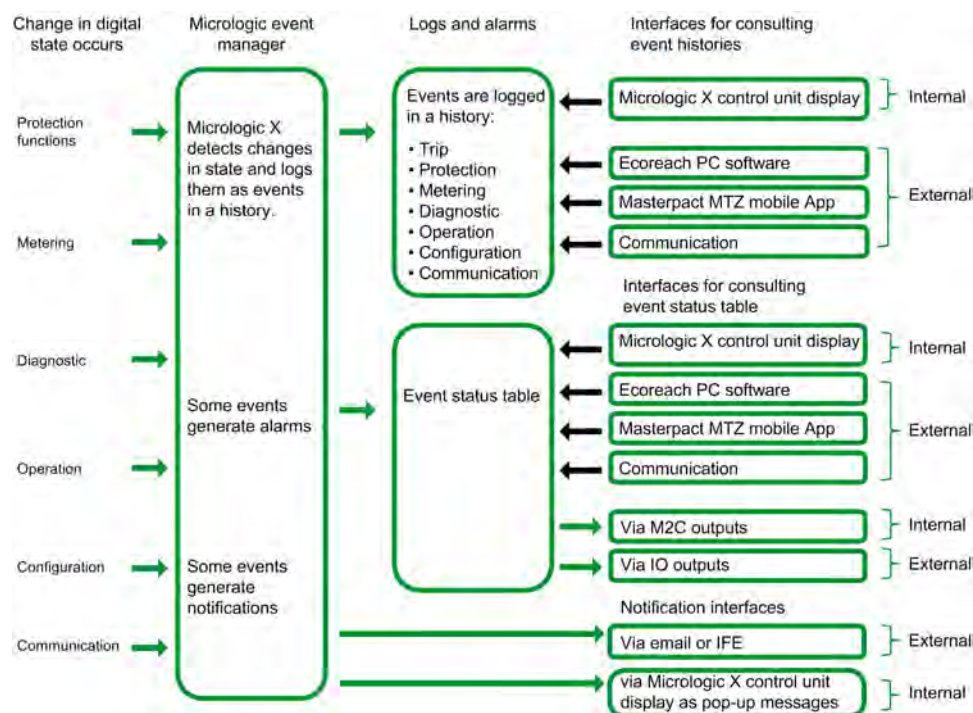 Change in digital
state occurs
Micrologic event
manager
Logs and alarms
Interfaces for consulting
event histories
Protection
functions
Metering
Diagnostic
Operation
Configuration
Communication
Micrologic X
detects changes
in state and logs
them as events
in a history.
Some events
generate alarms
Some events
generate
notifications
Events are logged
in a history:
• Trip
• Protection
• Metering
• Diagnostic
• Operation
• Configuration
• Communication
Event status table
Micrologic X control unit display
Internal
Ecoreach PC software
Masterpact MTZ mobile App
Communication
External
Interfaces for consulting
event status table
Micrologic X control unit display
Internal
Ecoreach PC software
Masterpact MTZ mobile App
Communication
External
Via M2C outputs
Internal
Via IO outputs
External
Notification interfaces
Via email or IFE
External
via Micrologic X control unit
display as pop-up messages
Internal